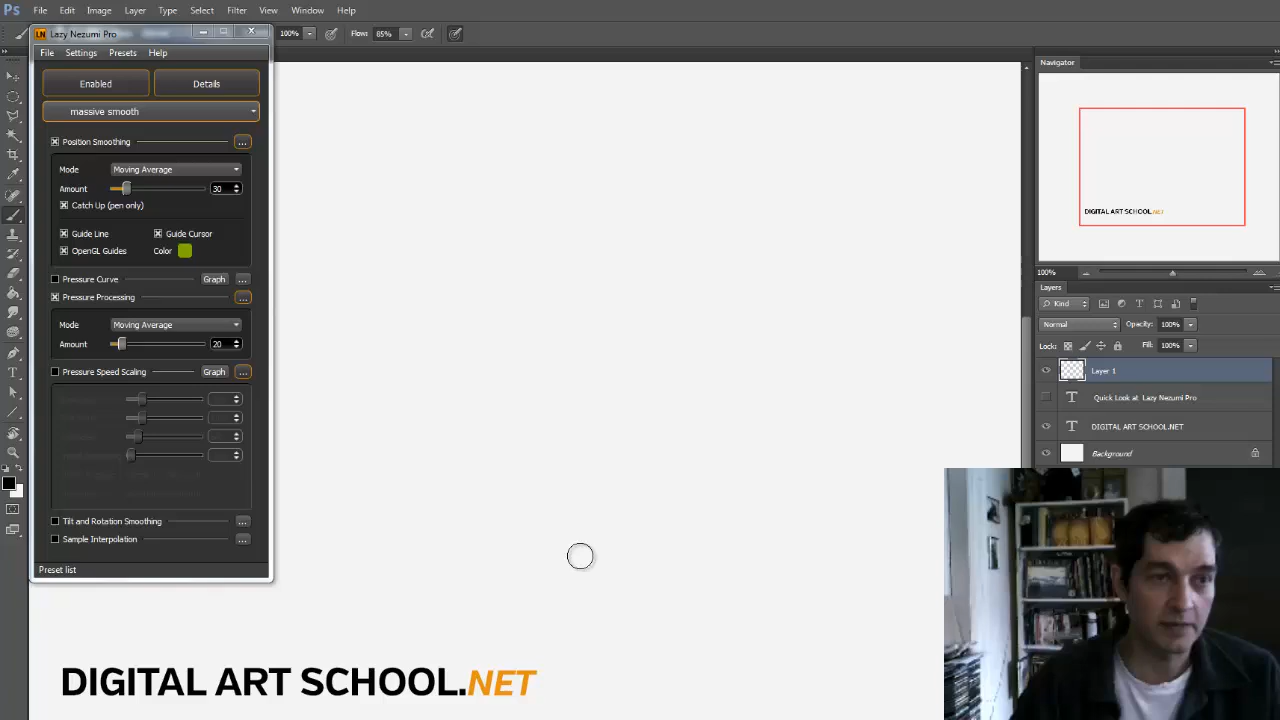 Ps File Edit Image Layer Type Select Filter View Window Help
LN Lazy Nezumi Pro
100% Flow: 85%
File Settings Presets Help
Navigator
Enabled Details
massive smooth
Position Smoothing ...
Mode Moving Average
Amount 30
Catch Up (pen only)
Guide Line Guide Cursor
OpenGL Guides Color
Pressure Curve Graph ...
Pressure Processing ...
Mode Moving Average
Amount 20
Pressure Speed Scaling Graph ...
Tilt and Rotation Smoothing ...
Sample Interpolation ...
Preset list
DIGITAL ART SCHOOL.NET
100%
Layers
Kind
Normal Opacity: 100%
Lock: Fill: 100%
Layer 1
Quick Look at Lazy Nezumi Pro
DIGITAL ART SCHOOL.NET
Background
DIGITAL ART SCHOOL.NET